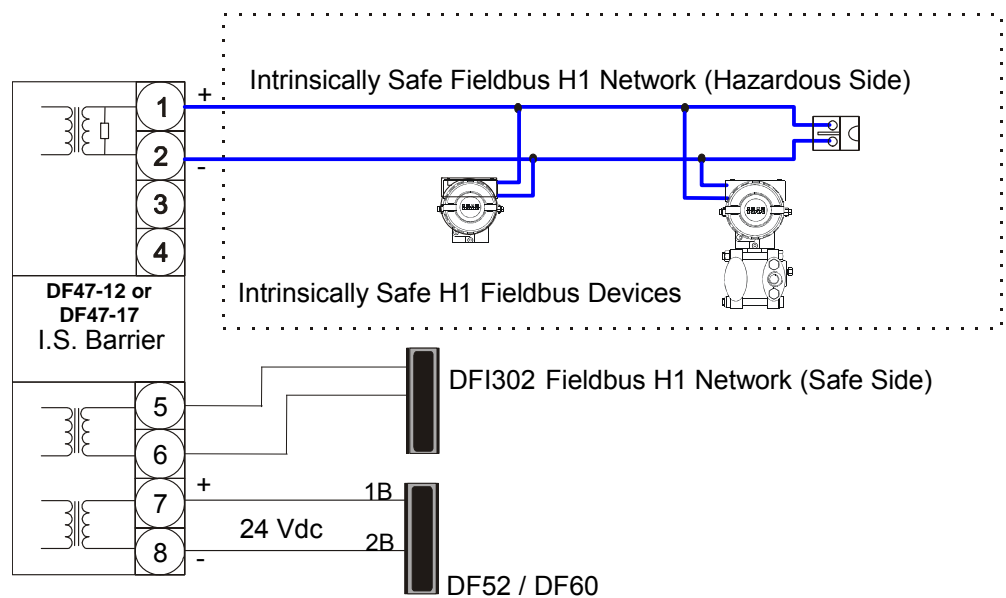 Intrinsically Safe Fieldbus H1 Network (Hazardous Side)
1
+
2
-
3
4
DF47-12 or
DF47-17
I.S. Barrier
Intrinsically Safe H1 Fieldbus Devices
DFI302 Fieldbus H1 Network (Safe Side)
5
6
7
+
1B
24 Vdc
2B
8
-
DF52 / DF60